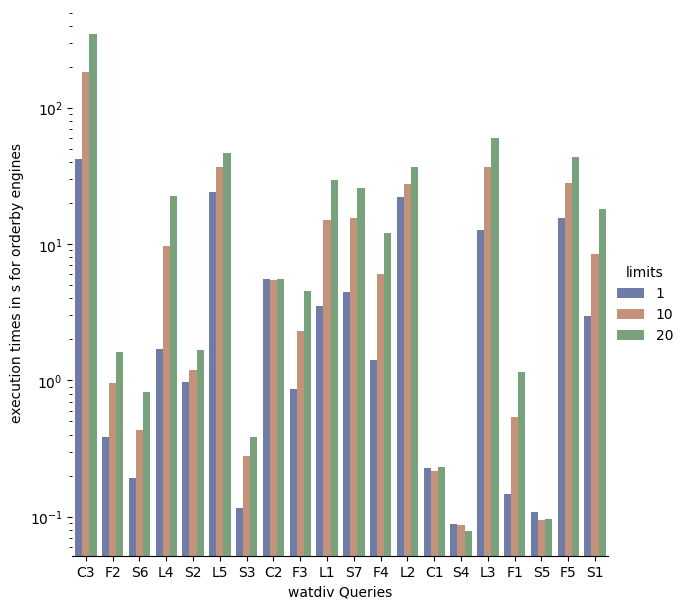 execution times in s for orderby engines
10²
10¹
10⁰
10⁻¹
C3 F2 S6 L4 S2 L5 S3 C2 F3 L1 S7 F4 L2 C1 S4 L3 F1 S5 F5 S1
watdiv Queries
limits
1
10
20